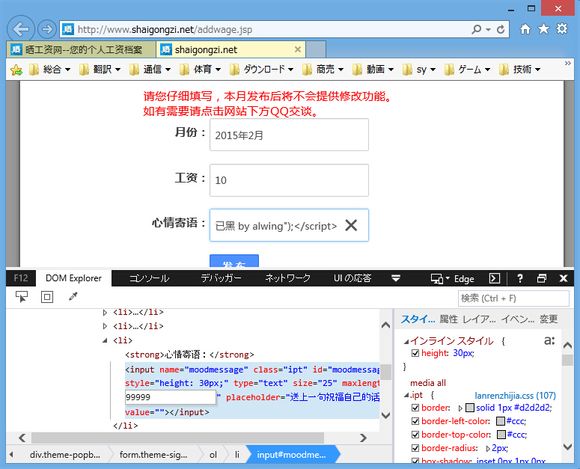 http://www.shaigongzi.net/addwage.jsp
晒工资网--您的个人工资档案
shaigongzi.net
総合
翻訳
通信
体育
ダウンロード
商売
動画
sy
ゲーム
技術
请您仔细填写，本月发布后将不会提供修改功能。
如有需要请点击网站下方QQ交谈。
月份： 2015年2月
工资： 10
心情寄语： 已黑 by alwing");</script>
发布
F12 DOM Explorer コンソール デバッガー ネットワーク UI の応答 Edge
検索 (Ctrl + F)
<li>…</li>
<li>…</li>
<li>
<strong>心情寄语：</strong>
<input name="moodmessage" class="ipt" id="moodmessag
style="height: 30px;" type="text" size="25" maxlengt
99999 " placeholder="送上一句祝福自己的话
value=""></input>
</li>
div.theme-popb...
form.theme-sig...
ol
li
input#moodme...
スタイ... 属性 レイア... イベン... 変更
インライン スタイル {
a:
height: 30px;
}
media all
.ipt { lanrenzhijia.css (107)
border: solid 1px #d2d2d2;
border-left-color: #ccc;
border-top-color: #ccc;
border-radius: 2px;
box-shadow: inset 0px 1px 0px